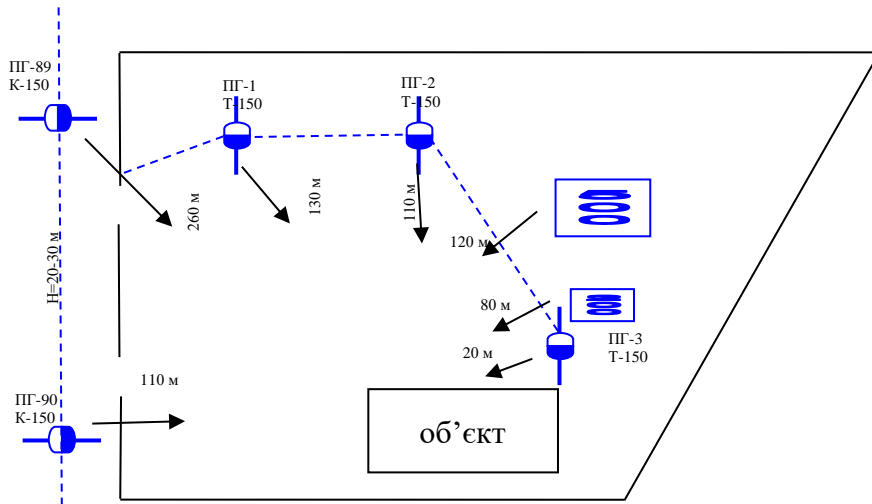 ПГ-89
К-150
ПГ-1
Т-150
ПГ-2
Т-150
260 м
130 м
110 м
120 м
Н=20-30 м
80 м
ПГ-3
Т-150
20 м
110 м
ПГ-90
К-150
об’єкт